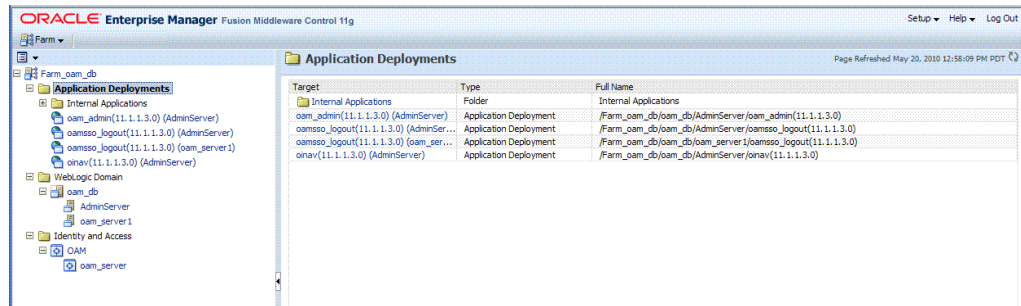 ORACLE Enterprise Manager Fusion Middleware Control 11g
Setup Help Log Out
Farm
Farm_oam_db
Application Deployments
Internal Applications
oam_admin(11.1.1.3.0) (AdminServer)
oamsso_logout(11.1.1.3.0) (AdminServer)
oamsso_logout(11.1.1.3.0) (oam_server1)
oinav(11.1.1.3.0) (AdminServer)
WebLogic Domain
oam_db
AdminServer
oam_server1
Identity and Access
OAM
oam_server
Application Deployments
Page Refreshed May 20, 2010 12:58:09 PM PDT
Target Type Full Name
Internal Applications Folder Internal Applications
oam_admin(11.1.1.3.0) (AdminServer) Application Deployment /Farm_oam_db/oam_db/AdminServer/oam_admin(11.1.1.3.0)
oamsso_logout(11.1.1.3.0) (AdminSer... Application Deployment /Farm_oam_db/oam_db/AdminServer/oamsso_logout(11.1.1.3.0)
oamsso_logout(11.1.1.3.0) (oam_ser... Application Deployment /Farm_oam_db/oam_db/oam_server1/oamsso_logout(11.1.1.3.0)
oinav(11.1.1.3.0) (AdminServer) Application Deployment /Farm_oam_db/oam_db/AdminServer/oinav(11.1.1.3.0)